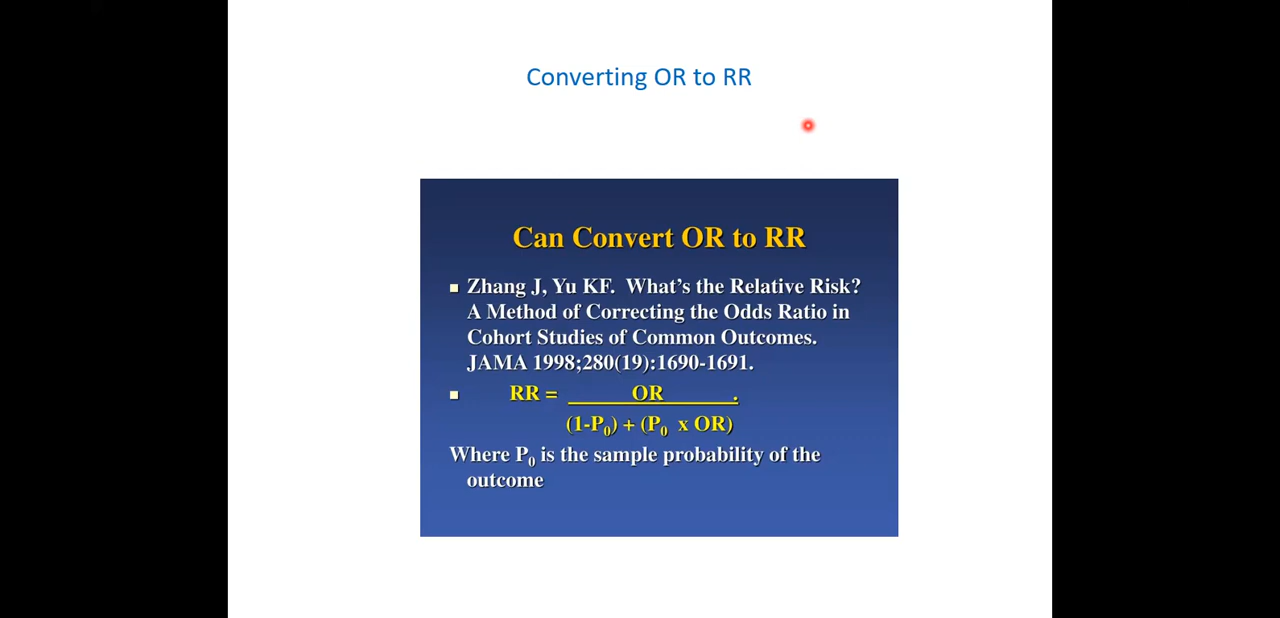 Converting OR to RR
Can Convert OR to RR
▪ Zhang J, Yu KF. What's the Relative Risk?
A Method of Correcting the Odds Ratio in
Cohort Studies of Common Outcomes.
JAMA 1998;280(19):1690-1691.
▪ RR = OR .
(1-P₀) + (P₀ x OR)
Where P₀ is the sample probability of the
outcome